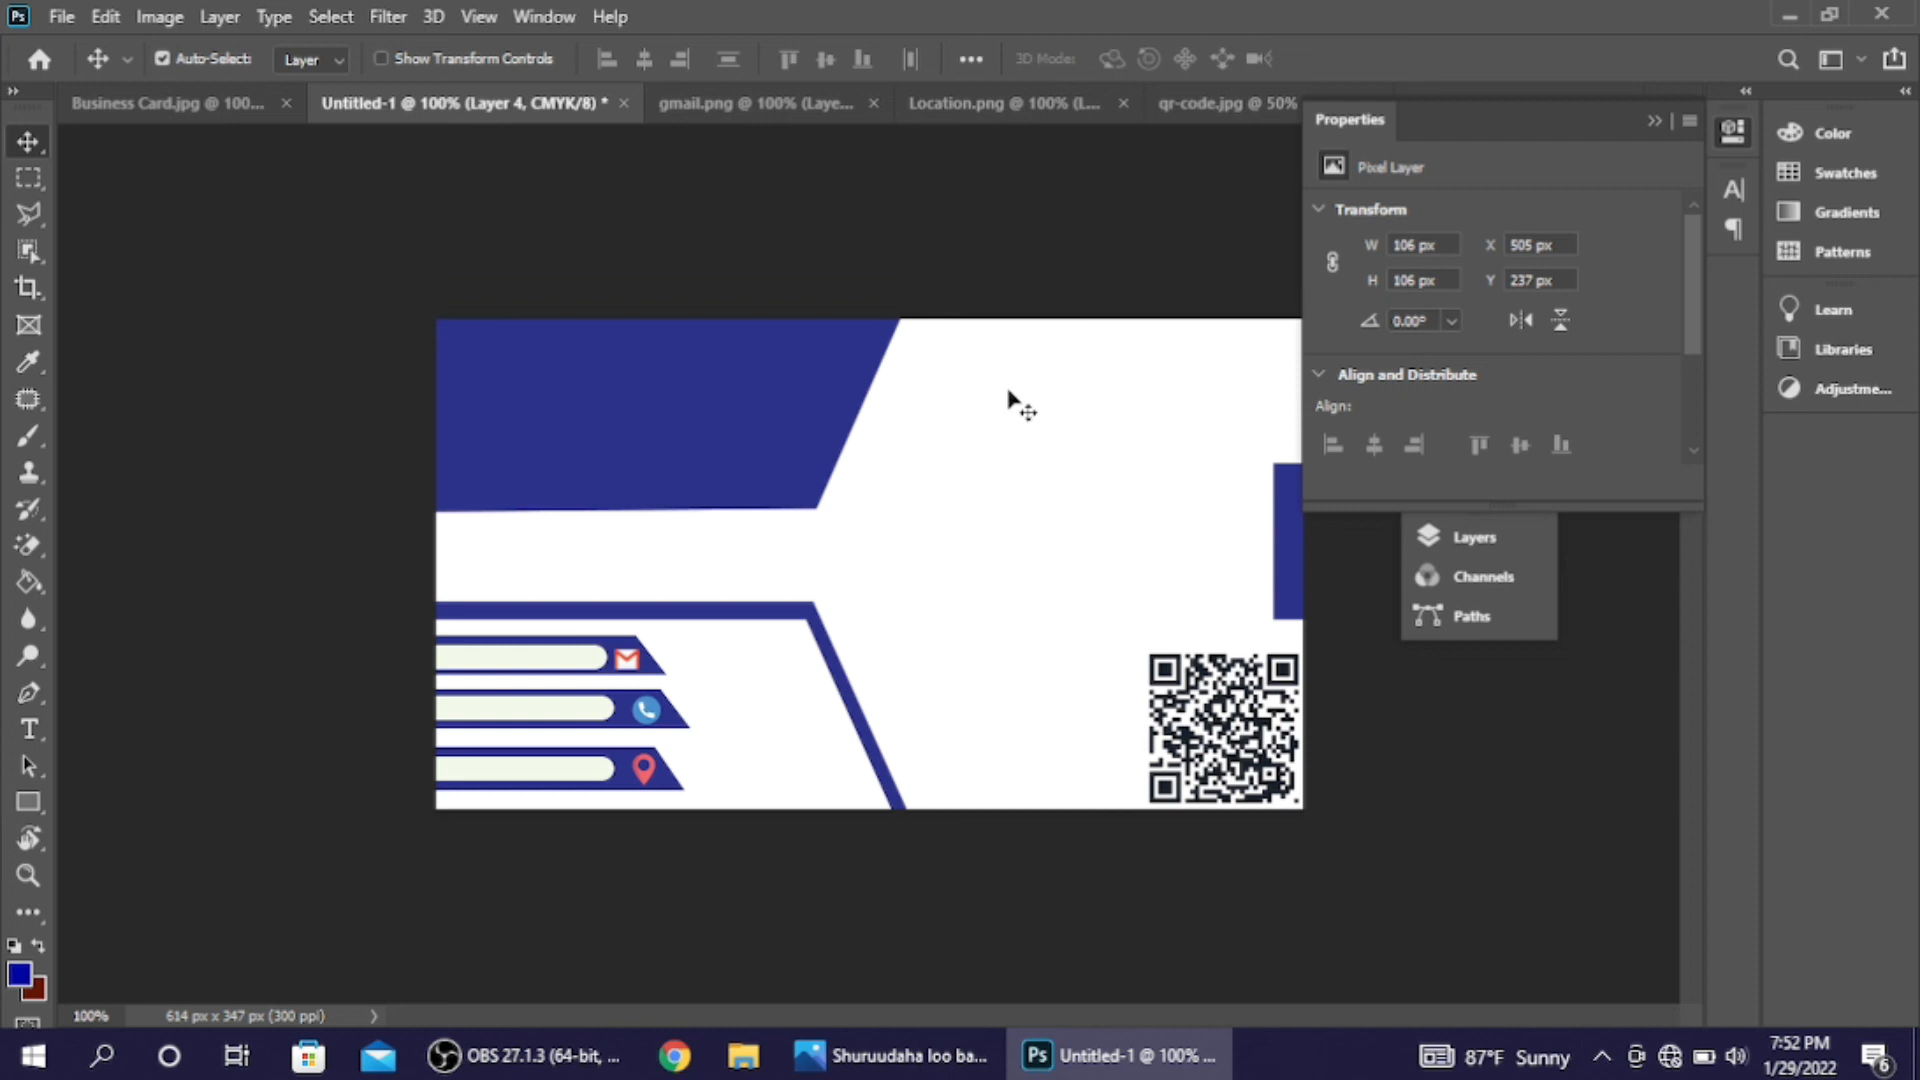 Ps File Edit Image Layer Type Select Filter 3D View Window Help
Auto-Select: Layer Show Transform Controls 3D Mode:
Business Card.jpg @ 100... × Untitled-1 @ 100% (Layer 4, CMYK/8) * × gmail.png @ 100% (Laye... × Location.png @ 100% (L... × qr-code.jpg @ 50%
Properties
Pixel Layer
Transform
W 106 px X 505 px
H 106 px Y 237 px
0.00°
Align and Distribute
Align:
Layers
Channels
Paths
Color
Swatches
Gradients
Patterns
Learn
Libraries
Adjustme...
100% 614 px x 347 px (300 ppi)
OBS 27.1.3 (64-bit, ...
Shuruudaha loo ba...
Ps Untitled-1 @ 100% ...
87°F Sunny
7:52 PM
1/29/2022
6